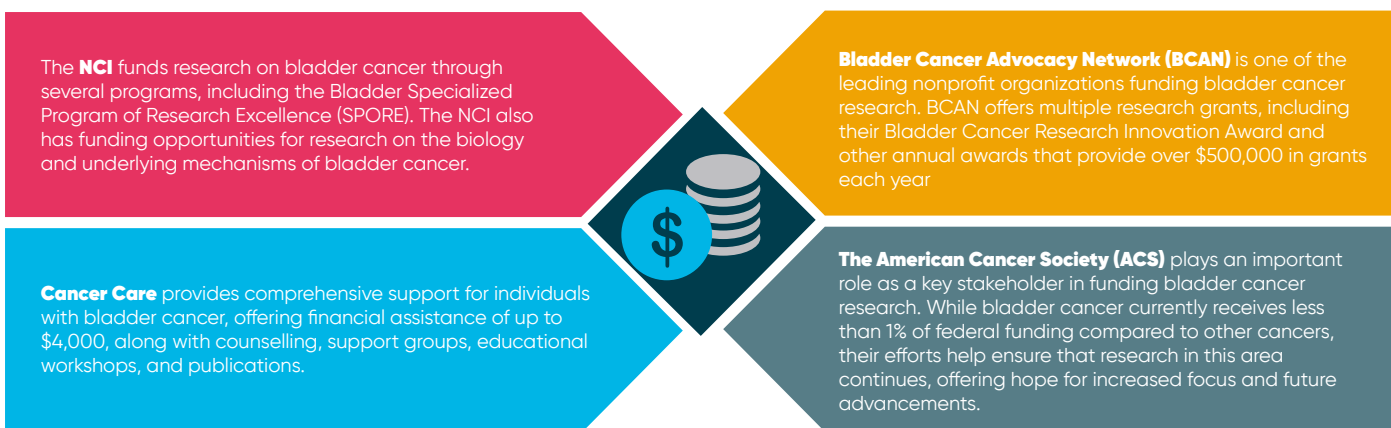 The NCI funds research on bladder cancer through
several programs, including the Bladder Specialized
Program of Research Excellence (SPORE). The NCI also
has funding opportunities for research on the biology
and underlying mechanisms of bladder cancer.
Bladder Cancer Advocacy Network (BCAN) is one of the
leading nonprofit organizations funding bladder cancer
research. BCAN offers multiple research grants, including
their Bladder Cancer Research Innovation Award and
other annual awards that provide over $500,000 in grants
each year
$
Cancer Care provides comprehensive support for individuals
with bladder cancer, offering financial assistance of up to
$4,000, along with counselling, support groups, educational
workshops, and publications.
The American Cancer Society (ACS) plays an important
role as a key stakeholder in funding bladder cancer
research. While bladder cancer currently receives less
than 1% of federal funding compared to other cancers,
their efforts help ensure that research in this area
continues, offering hope for increased focus and future
advancements.